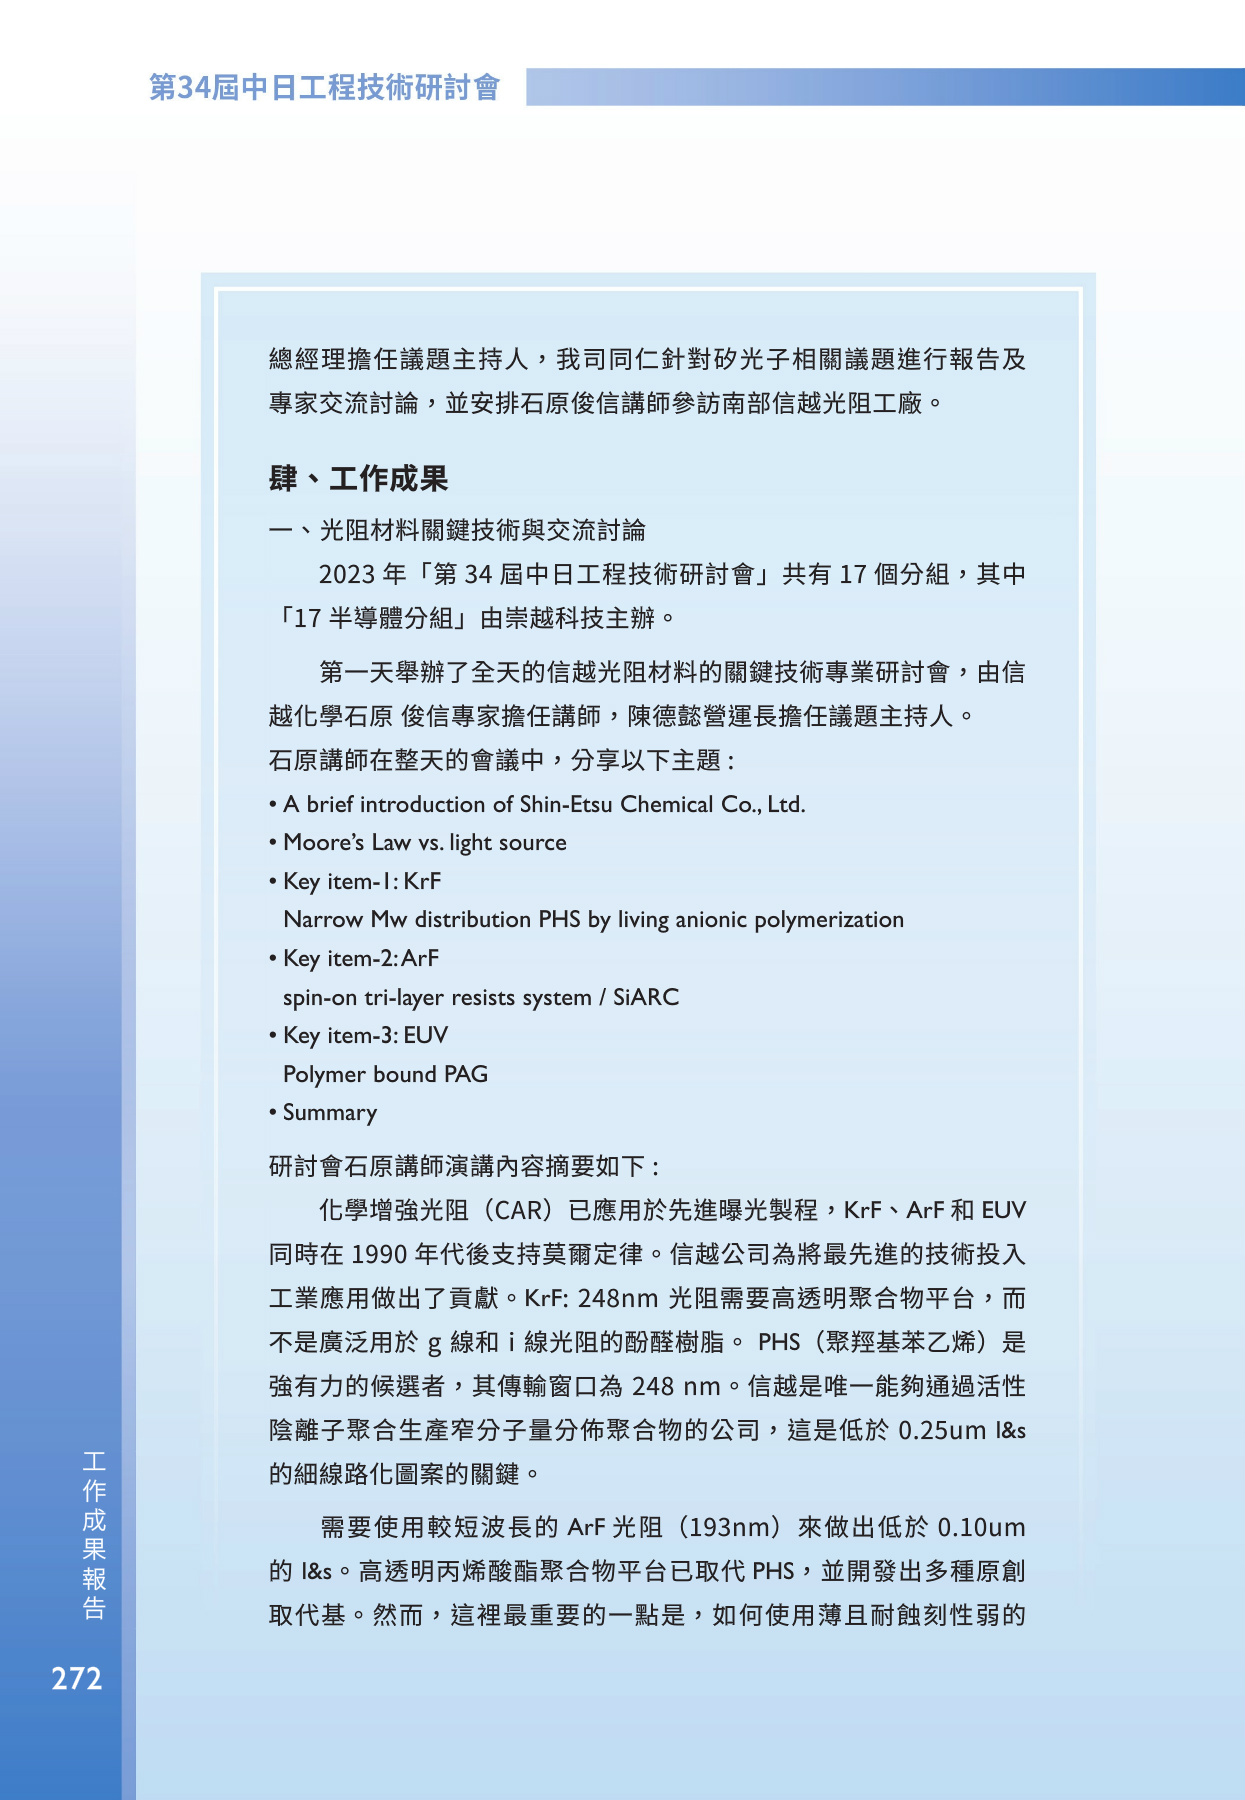 第34屆中日工程技術研討會
總經理擔任議題主持人，我司同仁針對矽光子相關議題進行報告及
專家交流討論，並安排石原俊信講師參訪南部信越光阻工廠。
肆、工作成果
一、光阻材料關鍵技術與交流討論
2023 年「第 34 屆中日工程技術研討會」共有 17 個分組，其中
「17 半導體分組」由崇越科技主辦。
第一天舉辦了全天的信越光阻材料的關鍵技術專業研討會，由信
越化學石原 俊信專家擔任講師，陳德懿營運長擔任議題主持人。
石原講師在整天的會議中，分享以下主題 :
• A brief introduction of Shin-Etsu Chemical Co., Ltd.
• Moore’s Law vs. light source
• Key item-1: KrF
Narrow Mw distribution PHS by living anionic polymerization
• Key item-2: ArF
spin-on tri-layer resists system / SiARC
• Key item-3: EUV
Polymer bound PAG
• Summary
研討會石原講師演講內容摘要如下 :
化學增強光阻（CAR）已應用於先進曝光製程，KrF、ArF 和 EUV
同時在 1990 年代後支持莫爾定律。信越公司為將最先進的技術投入
工業應用做出了貢獻。KrF: 248nm 光阻需要高透明聚合物平台，而
不是廣泛用於 g 線和 i 線光阻的酚醛樹脂。 PHS（聚羥基苯乙烯）是
強有力的候選者，其傳輸窗口為 248 nm。信越是唯一能夠通過活性
陰離子聚合生產窄分子量分佈聚合物的公司，這是低於 0.25um l&s
的細線路化圖案的關鍵。
需要使用較短波長的 ArF 光阻（193nm）來做出低於 0.10um
的 l&s。高透明丙烯酸酯聚合物平台已取代 PHS，並開發出多種原創
取代基。然而，這裡最重要的一點是，如何使用薄且耐蝕刻性弱的
工作成果報告
272